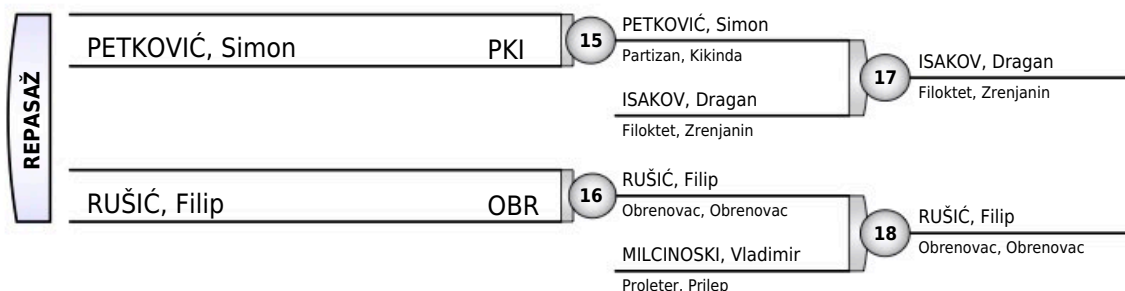 REPASAŽ
PETKOVIĆ, Simon PKI
15
PETKOVIĆ, Simon
Partizan, Kikinda
ISAKOV, Dragan
Filoktet, Zrenjanin
17
ISAKOV, Dragan
Filoktet, Zrenjanin
RUŠIĆ, Filip OBR
16
RUŠIĆ, Filip
Obrenovac, Obrenovac
MILCINOSKI, Vladimir
Proleter, Prilep
18
RUŠIĆ, Filip
Obrenovac, Obrenovac